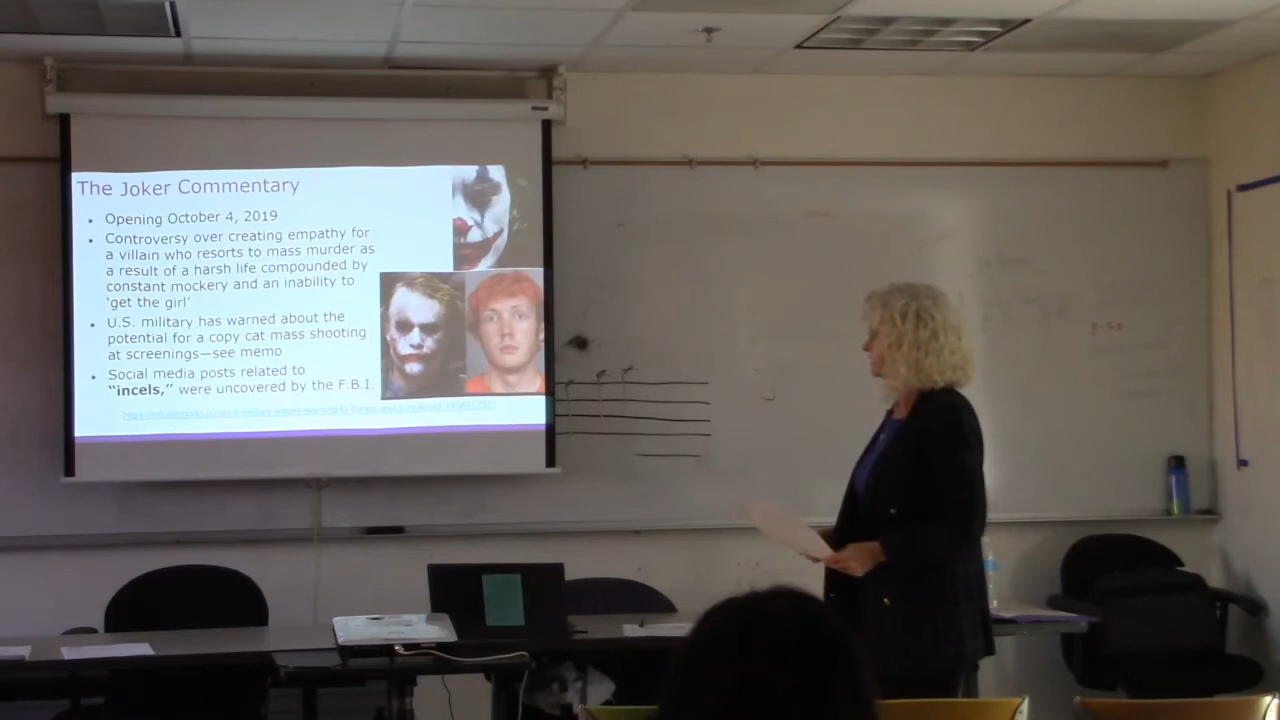 The Joker Commentary
• Opening October 4, 2019
• Controversy over creating empathy for
a villain who resorts to mass murder as
a result of a harsh life compounded by
constant mockery and an inability to
‘get the girl’
• U.S. military has warned about the
potential for a copy cat mass shooting
at screenings—see memo
• Social media posts related to
“incels,” were uncovered by the F.B.I.